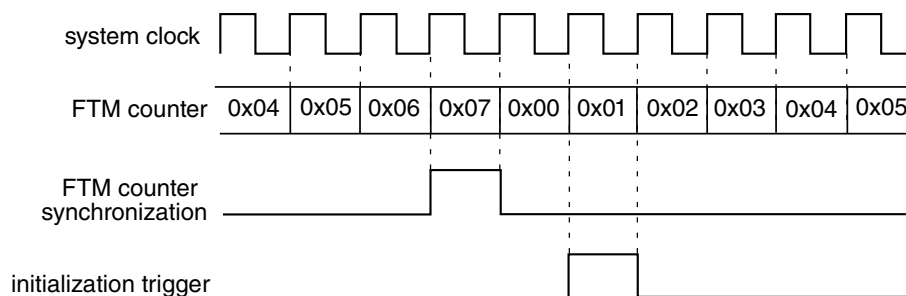 system clock
FTM counter 0x04 0x05 0x06 0x07 0x00 0x01 0x02 0x03 0x04 0x05
FTM counter
synchronization
initialization trigger